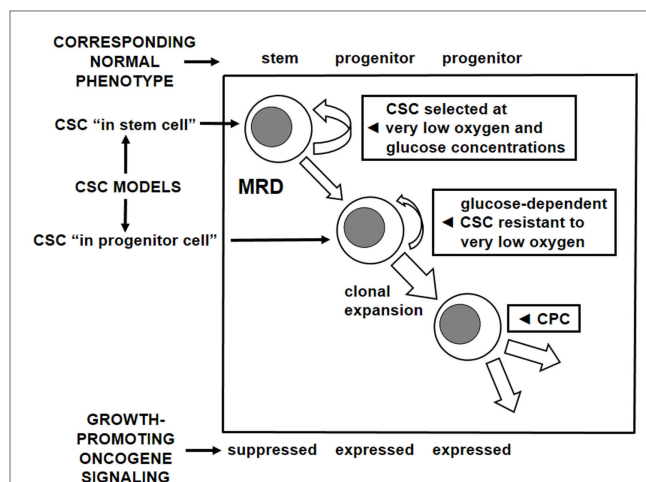 CORRESPONDING
NORMAL
PHENOTYPE
stem progenitor progenitor
CSC “in stem cell”
CSC MODELS
CSC “in progenitor cell”
MRD
CSC selected at
very low oxygen and
glucose concentrations
glucose-dependent
CSC resistant to
very low oxygen
clonal
expansion
CPC
GROWTH-
PROMOTING
ONCOGENE
SIGNALING
suppressed expressed expressed